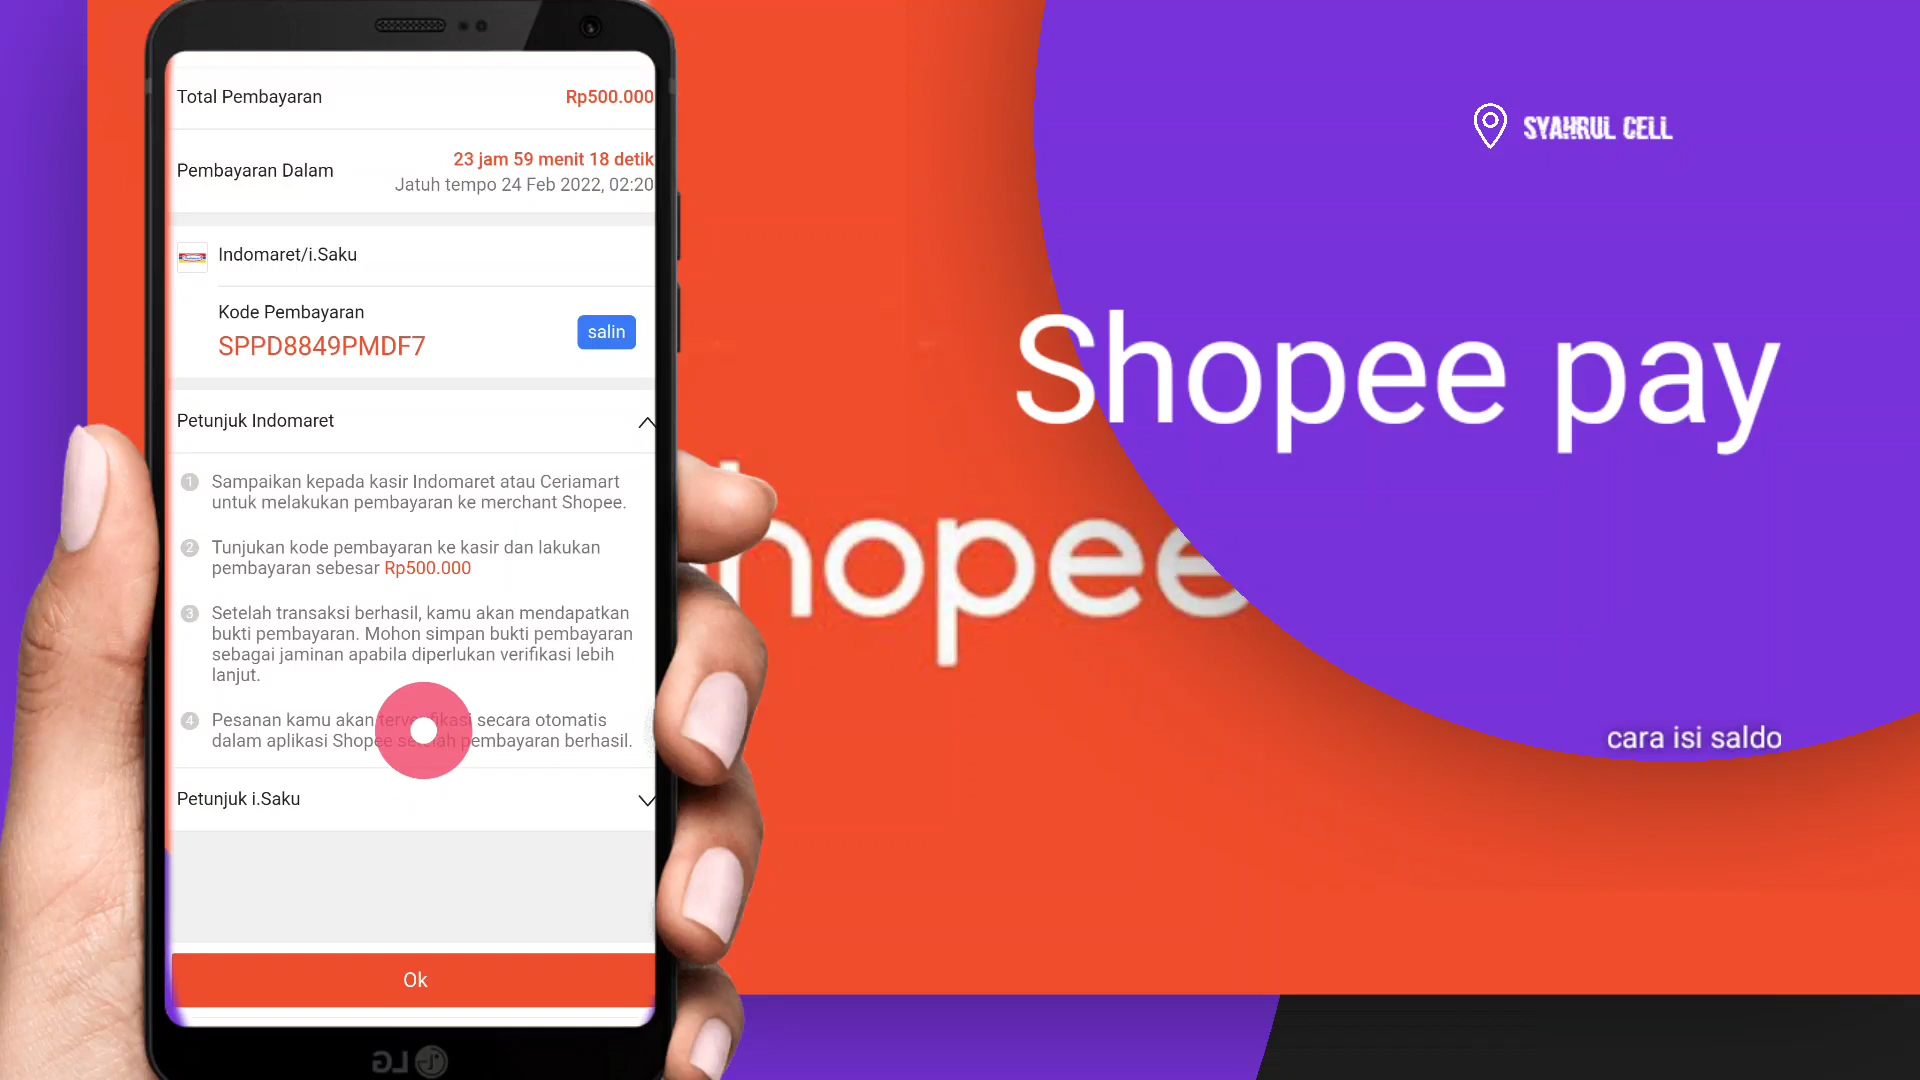 Total Pembayaran Rp500.000
Pembayaran Dalam 23 jam 59 menit 18 detik
Jatuh tempo 24 Feb 2022, 02:20
Indomaret/i.Saku
Kode Pembayaran
SPPD8849PMDF7 salin
Petunjuk Indomaret
1 Sampaikan kepada kasir Indomaret atau Ceriamart
untuk melakukan pembayaran ke merchant Shopee.
2 Tunjukan kode pembayaran ke kasir dan lakukan
pembayaran sebesar Rp500.000
3 Setelah transaksi berhasil, kamu akan mendapatkan
bukti pembayaran. Mohon simpan bukti pembayaran
sebagai jaminan apabila diperlukan verifikasi lebih
lanjut.
4 Pesanan kamu akan terverifikasi secara otomatis
dalam aplikasi Shopee setelah pembayaran berhasil.
Petunjuk i.Saku
Ok
LG
SYAHRUL CELL
Shopee pay
hopee
cara isi saldo